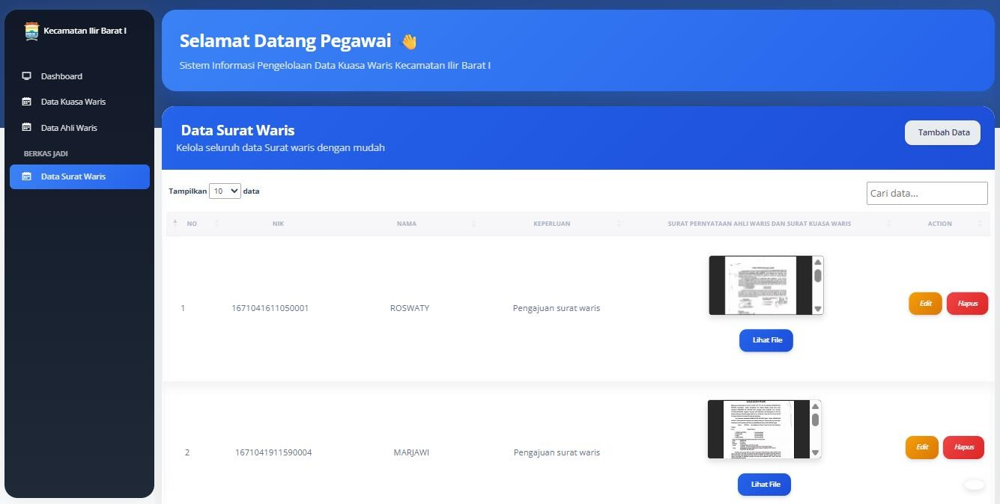 Kecamatan Ilir Barat I
Dashboard
Data Kuasa Waris
Data Ahli Waris
BERKAS JADI
Data Surat Waris
Selamat Datang Pegawai 👋
Sistem Informasi Pengelolaan Data Kuasa Waris Kecamatan Ilir Barat I
Data Surat Waris
Kelola seluruh data Surat waris dengan mudah
Tambah Data
Tampilkan 10 data
Cari data...
NO NIK NAMA KEPERLUAN SURAT PERNYATAAN AHLI WARIS DAN SURAT KUASA WARIS ACTION
1 1671041611050001 ROSWATY Pengajuan surat waris Edit Hapus
Lihat File
2 1671041911590004 MARJAWI Pengajuan surat waris Edit Hapus
Lihat File